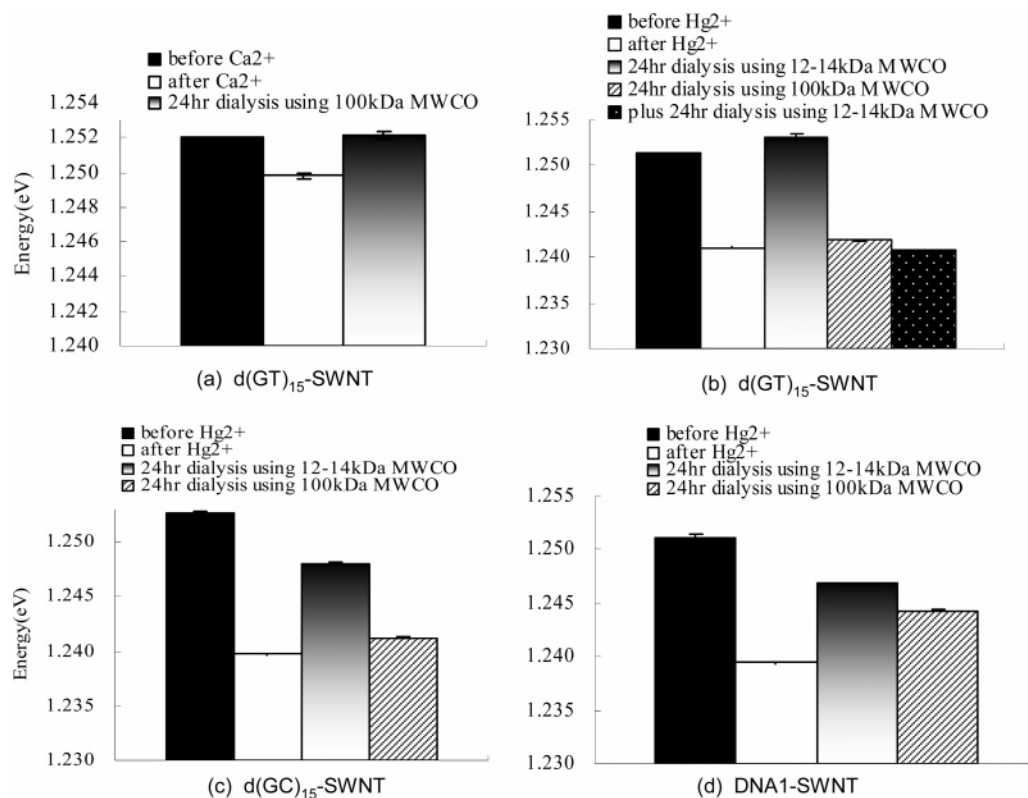 before Ca2+
after Ca2+
24hr dialysis using 100kDa MWCO
1.254
1.252
1.250
1.248
1.246
1.244
1.242
1.240
Energy(eV)
(a) d(GT)15-SWNT
before Hg2+
after Hg2+
24hr dialysis using 12-14kDa MWCO
24hr dialysis using 100kDa MWCO
plus 24hr dialysis using 12-14kDa MWCO
1.255
1.250
1.245
1.240
1.235
1.230
(b) d(GT)15-SWNT
before Hg2+
after Hg2+
24hr dialysis using 12-14kDa MWCO
24hr dialysis using 100kDa MWCO
1.250
1.245
1.240
1.235
1.230
Energy(eV)
(c) d(GC)15-SWNT
before Hg2+
after Hg2+
24hr dialysis using 12-14kDa MWCO
24hr dialysis using 100kDa MWCO
1.255
1.250
1.245
1.240
1.235
1.230
(d) DNA1-SWNT